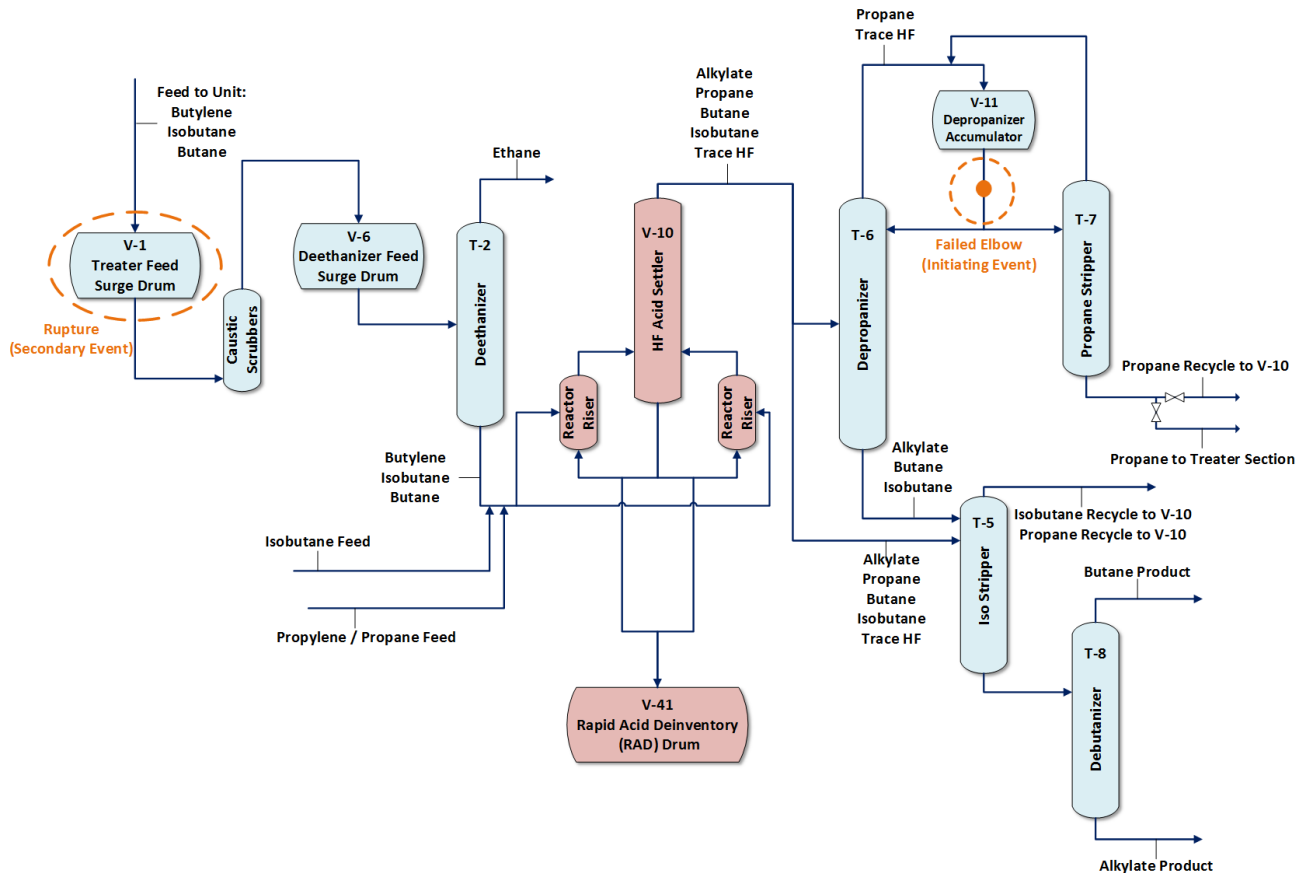 Feed to Unit:
Butylene
Isobutane
Butane
V-1
Treater Feed
Surge Drum
Rupture
(Secondary Event)
Caustic
Scrubbers
V-6
Deethanizer Feed
Surge Drum
Ethane
T-2
Deethanizer
Butylene
Isobutane
Butane
Isobutane Feed
Propylene / Propane Feed
Reactor
Riser
V-10
HF Acid Settler
Reactor
Riser
V-41
Rapid Acid Deinventory
(RAD) Drum
Alkylate
Propane
Butane
Isobutane
Trace HF
Propane
Trace HF
V-11
Depropanizer
Accumulator
Failed Elbow
(Initiating Event)
T-6
Depropanizer
T-7
Propane Stripper
Propane Recycle to V-10
Propane to Treater Section
Alkylate
Butane
Isobutane
Alkylate
Propane
Butane
Isobutane
Trace HF
T-5
Iso Stripper
Isobutane Recycle to V-10
Propane Recycle to V-10
Butane Product
T-8
Debutanizer
Alkylate Product